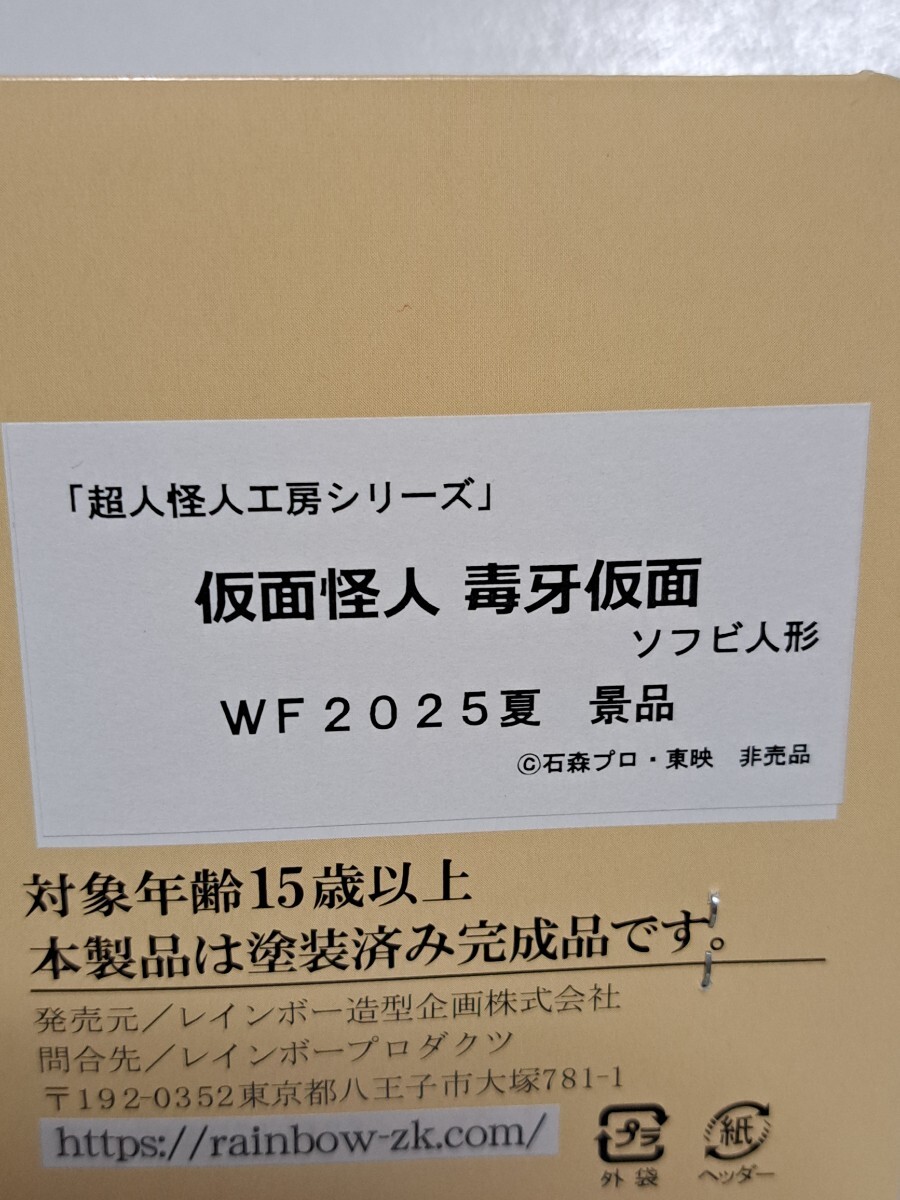 「超人怪人工房シリーズ」
仮面怪人 毒牙仮面
ソフビ人形
ＷＦ２０２５夏　景品
©石森プロ・東映　非売品
対象年齢15歳以上
本製品は塗装済み完成品です。
発売元／レインボー造型企画株式会社
問合先／レインボープロダクツ
〒192-0352東京都八王子市大塚781-1
https://rainbow-zk.com/
プラ 紙
外袋 ヘッダー